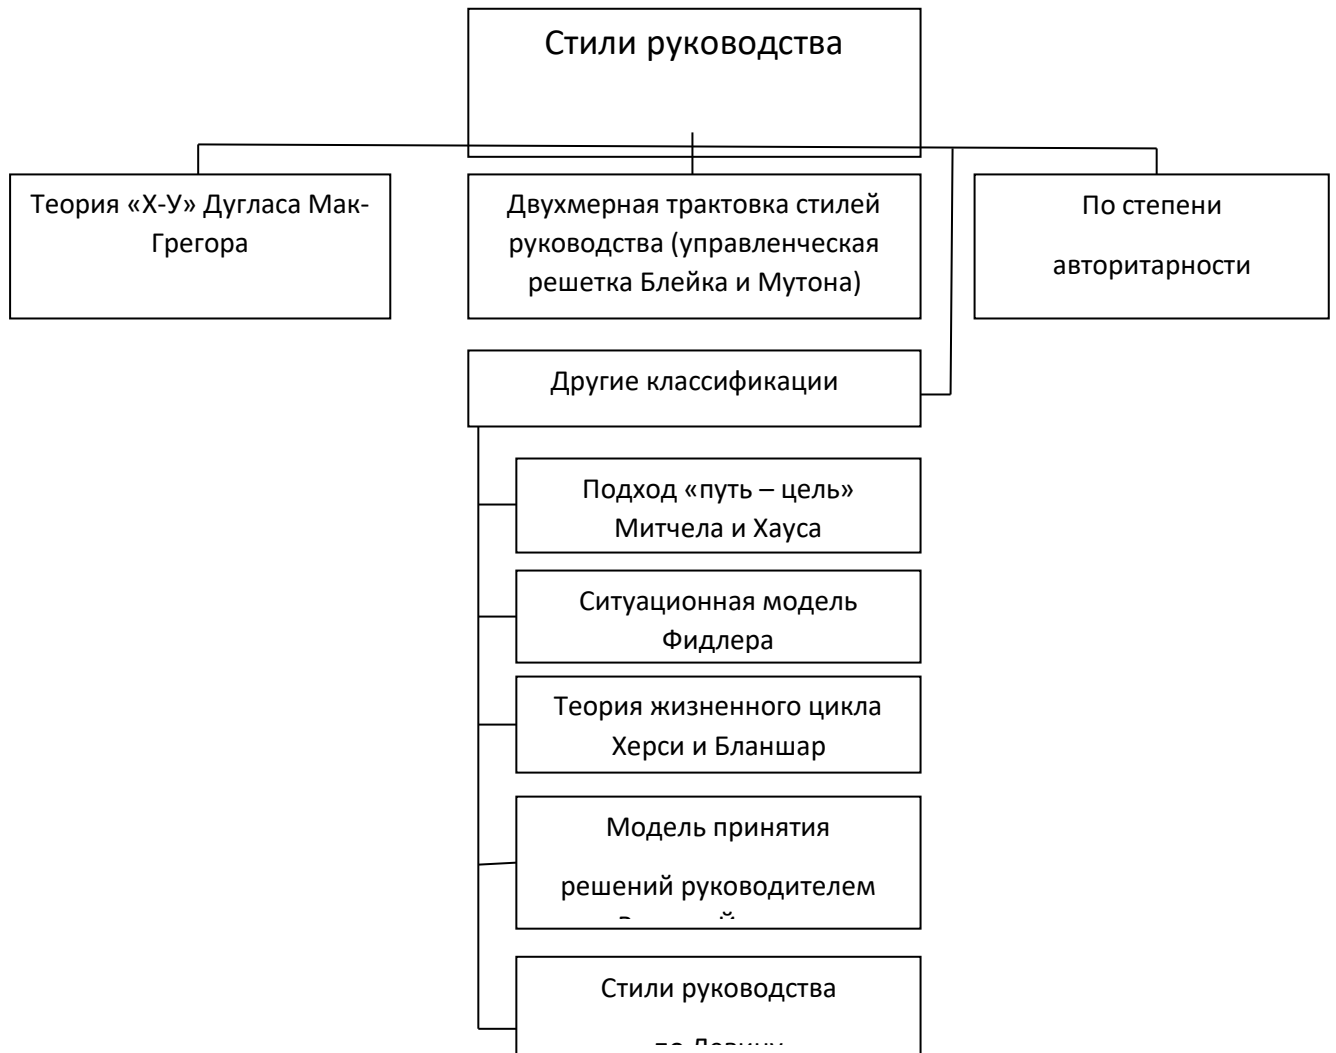 Стили руководства
Теория «Х-У» Дугласа Мак-
Грегора
Двухмерная трактовка стилей
руководства (управленческая
решетка Блейка и Мутона)
По степени
авторитарности
Другие классификации
Подход «путь – цель»
Митчела и Хауса
Ситуационная модель
Фидлера
Теория жизненного цикла
Херси и Бланшар
Модель принятия
решений руководителем
Стили руководства